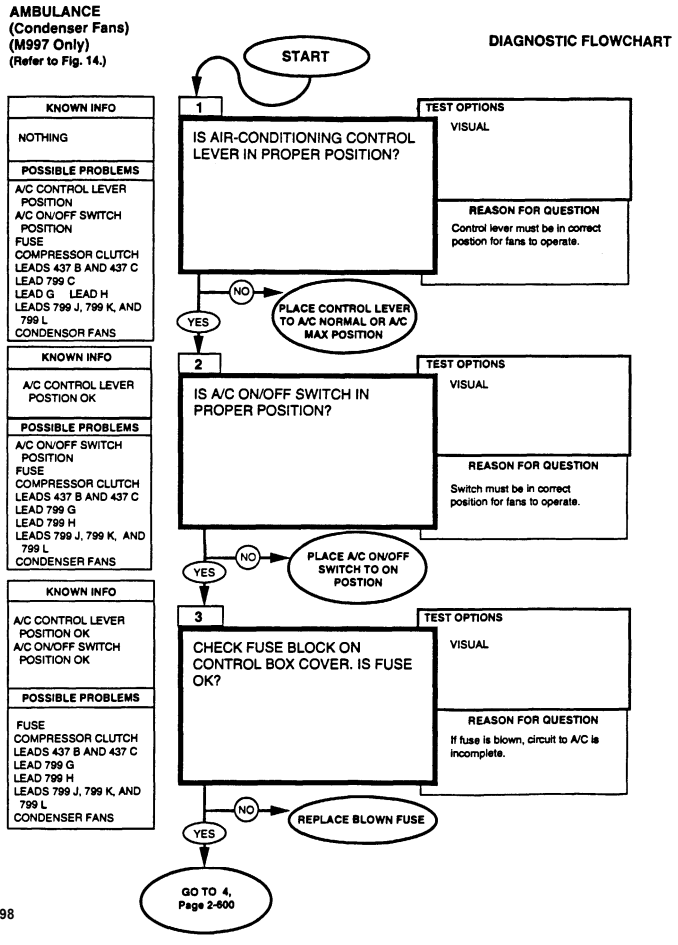 AMBULANCE
(Condenser Fans)
(M997 Only)
(Refer to Fig. 14.)
DIAGNOSTIC FLOWCHART
START
KNOWN INFO
NOTHING
POSSIBLE PROBLEMS
A/C CONTROL LEVER
POSITION
A/C ON/OFF SWITCH
POSITION
FUSE
COMPRESSOR CLUTCH
LEADS 437 B AND 437 C
LEAD 799 C
LEAD G LEAD H
LEADS 799 J, 799 K, AND
799 L
CONDENSOR FANS
1
IS AIR-CONDITIONING CONTROL
LEVER IN PROPER POSITION?
TEST OPTIONS
VISUAL
REASON FOR QUESTION
Control lever must be in correct
postion for fans to operate.
NO
PLACE CONTROL LEVER
TO A/C NORMAL OR A/C
MAX POSITION
YES
KNOWN INFO
A/C CONTROL LEVER
POSTION OK
POSSIBLE PROBLEMS
A/C ON/OFF SWITCH
POSITION
FUSE
COMPRESSOR CLUTCH
LEADS 437 B AND 437 C
LEAD 799 G
LEAD 799 H
LEADS 799 J, 799 K, AND
799 L
CONDENSER FANS
2
IS A/C ON/OFF SWITCH IN
PROPER POSITION?
TEST OPTIONS
VISUAL
REASON FOR QUESTION
Switch must be in correct
position for fans to operate.
NO
PLACE A/C ON/OFF
SWITCH TO ON
POSTION
YES
KNOWN INFO
A/C CONTROL LEVER
POSITION OK
A/C ON/OFF SWITCH
POSITION OK
POSSIBLE PROBLEMS
FUSE
COMPRESSOR CLUTCH
LEADS 437 B AND 437 C
LEAD 799 G
LEAD 799 H
LEADS 799 J, 799 K, AND
799 L
CONDENSER FANS
3
CHECK FUSE BLOCK ON
CONTROL BOX COVER. IS FUSE
OK?
TEST OPTIONS
VISUAL
REASON FOR QUESTION
If fuse is blown, circuit to A/C is
incomplete.
NO
REPLACE BLOWN FUSE
YES
GO TO 4,
Page 2-600
98